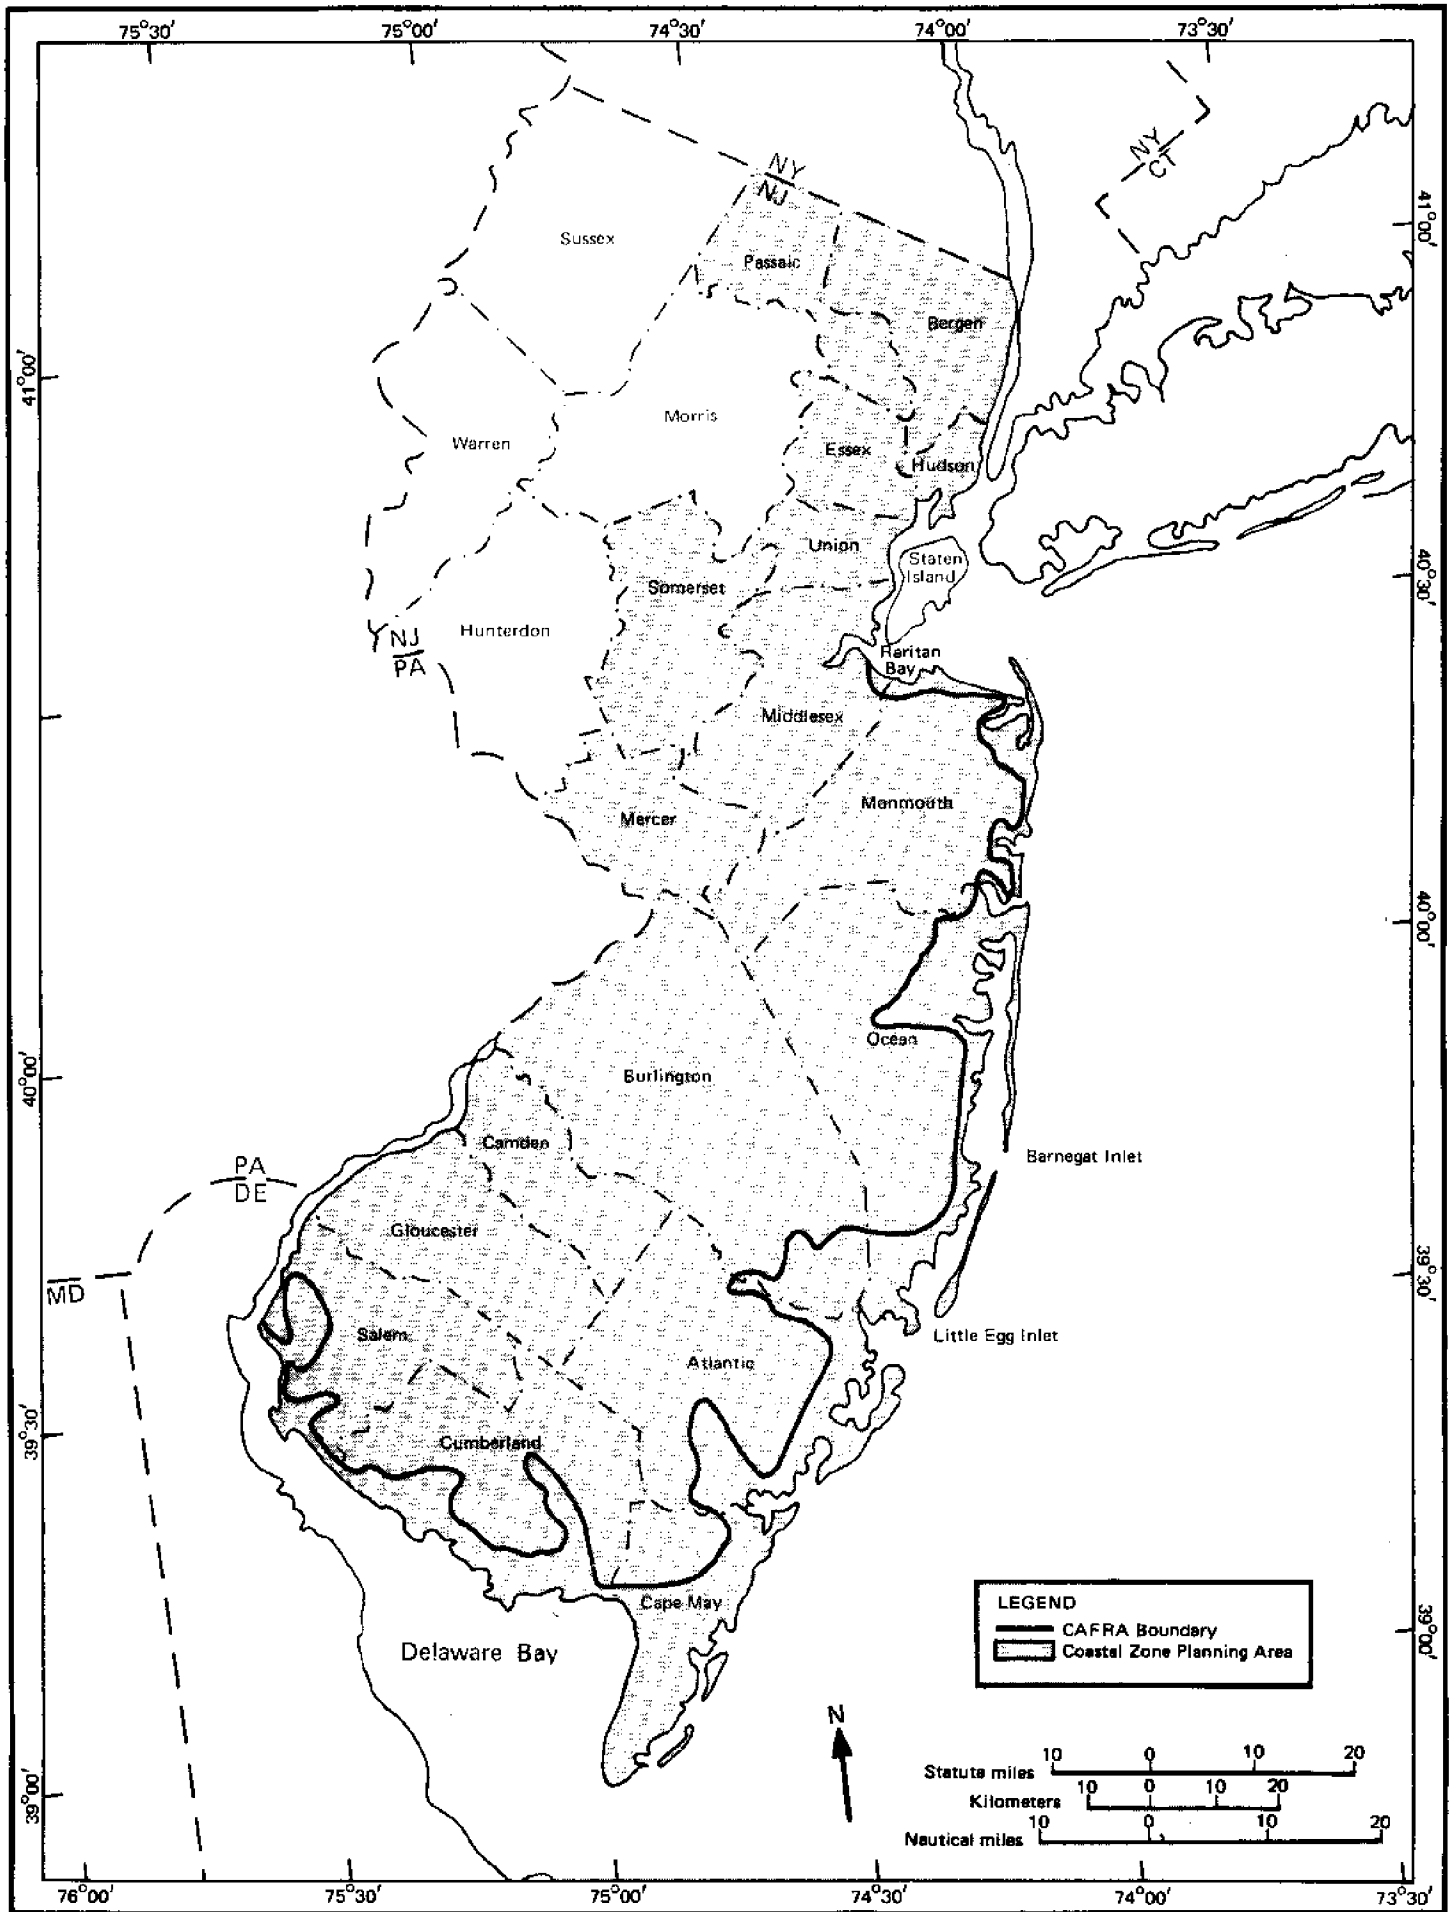 75°30′
75°00′
74°30′
74°00′
73°30′
NY
CT
NY
NJ
41°00′
Sussex
Passaic
Bergen
41°00′
Morris
Warren
Essex
Hudson
Union
Staten
Island
40°30′
Somerset
Hunterdon
NJ
PA
Raritan
Bay
Middlesex
Monmouth
Mercer
40°00′
Ocean
Burlington
40°00′
Camden
Barnegat Inlet
PA
DE
Gloucester
39°30′
MD
Salem
Little Egg Inlet
Atlantic
39°30′
Cumberland
Cape May
LEGEND
CAFRA Boundary
Coastal Zone Planning Area
39°00′
Delaware Bay
N
10 0 10 20
Statute miles
10 0 10 20
Kilometers
10 0 10 20
Nautical miles
39°00′
76°00′
75°30′
75°00′
74°30′
74°00′
73°30′